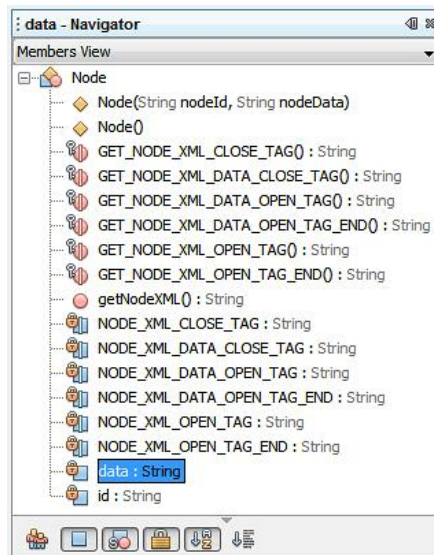 data - Navigator
Members View
Node
Node(String nodeId, String nodeData)
Node()
GET_NODE_XML_CLOSE_TAG() : String
GET_NODE_XML_DATA_CLOSE_TAG() : String
GET_NODE_XML_DATA_OPEN_TAG() : String
GET_NODE_XML_DATA_OPEN_TAG_END() : String
GET_NODE_XML_OPEN_TAG() : String
GET_NODE_XML_OPEN_TAG_END() : String
getNodeXML() : String
NODE_XML_CLOSE_TAG : String
NODE_XML_DATA_CLOSE_TAG : String
NODE_XML_DATA_OPEN_TAG : String
NODE_XML_DATA_OPEN_TAG_END : String
NODE_XML_OPEN_TAG : String
NODE_XML_OPEN_TAG_END : String
data : String
id : String